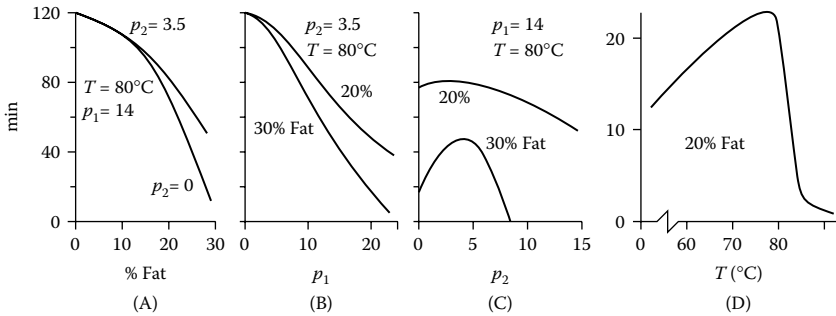 min
120
80
40
0
p₂= 3.5
T = 80°C
p₁= 14
p₂= 0
0 10 20 30
% Fat
(A)
p₂= 3.5
T = 80°C
20%
30% Fat
0 10 20
p₁
(B)
p₁= 14
T = 80°C
20%
30% Fat
0 5 10 15
p₂
(C)
20
10
0
20% Fat
0 60 70 80
T (°C)
(D)